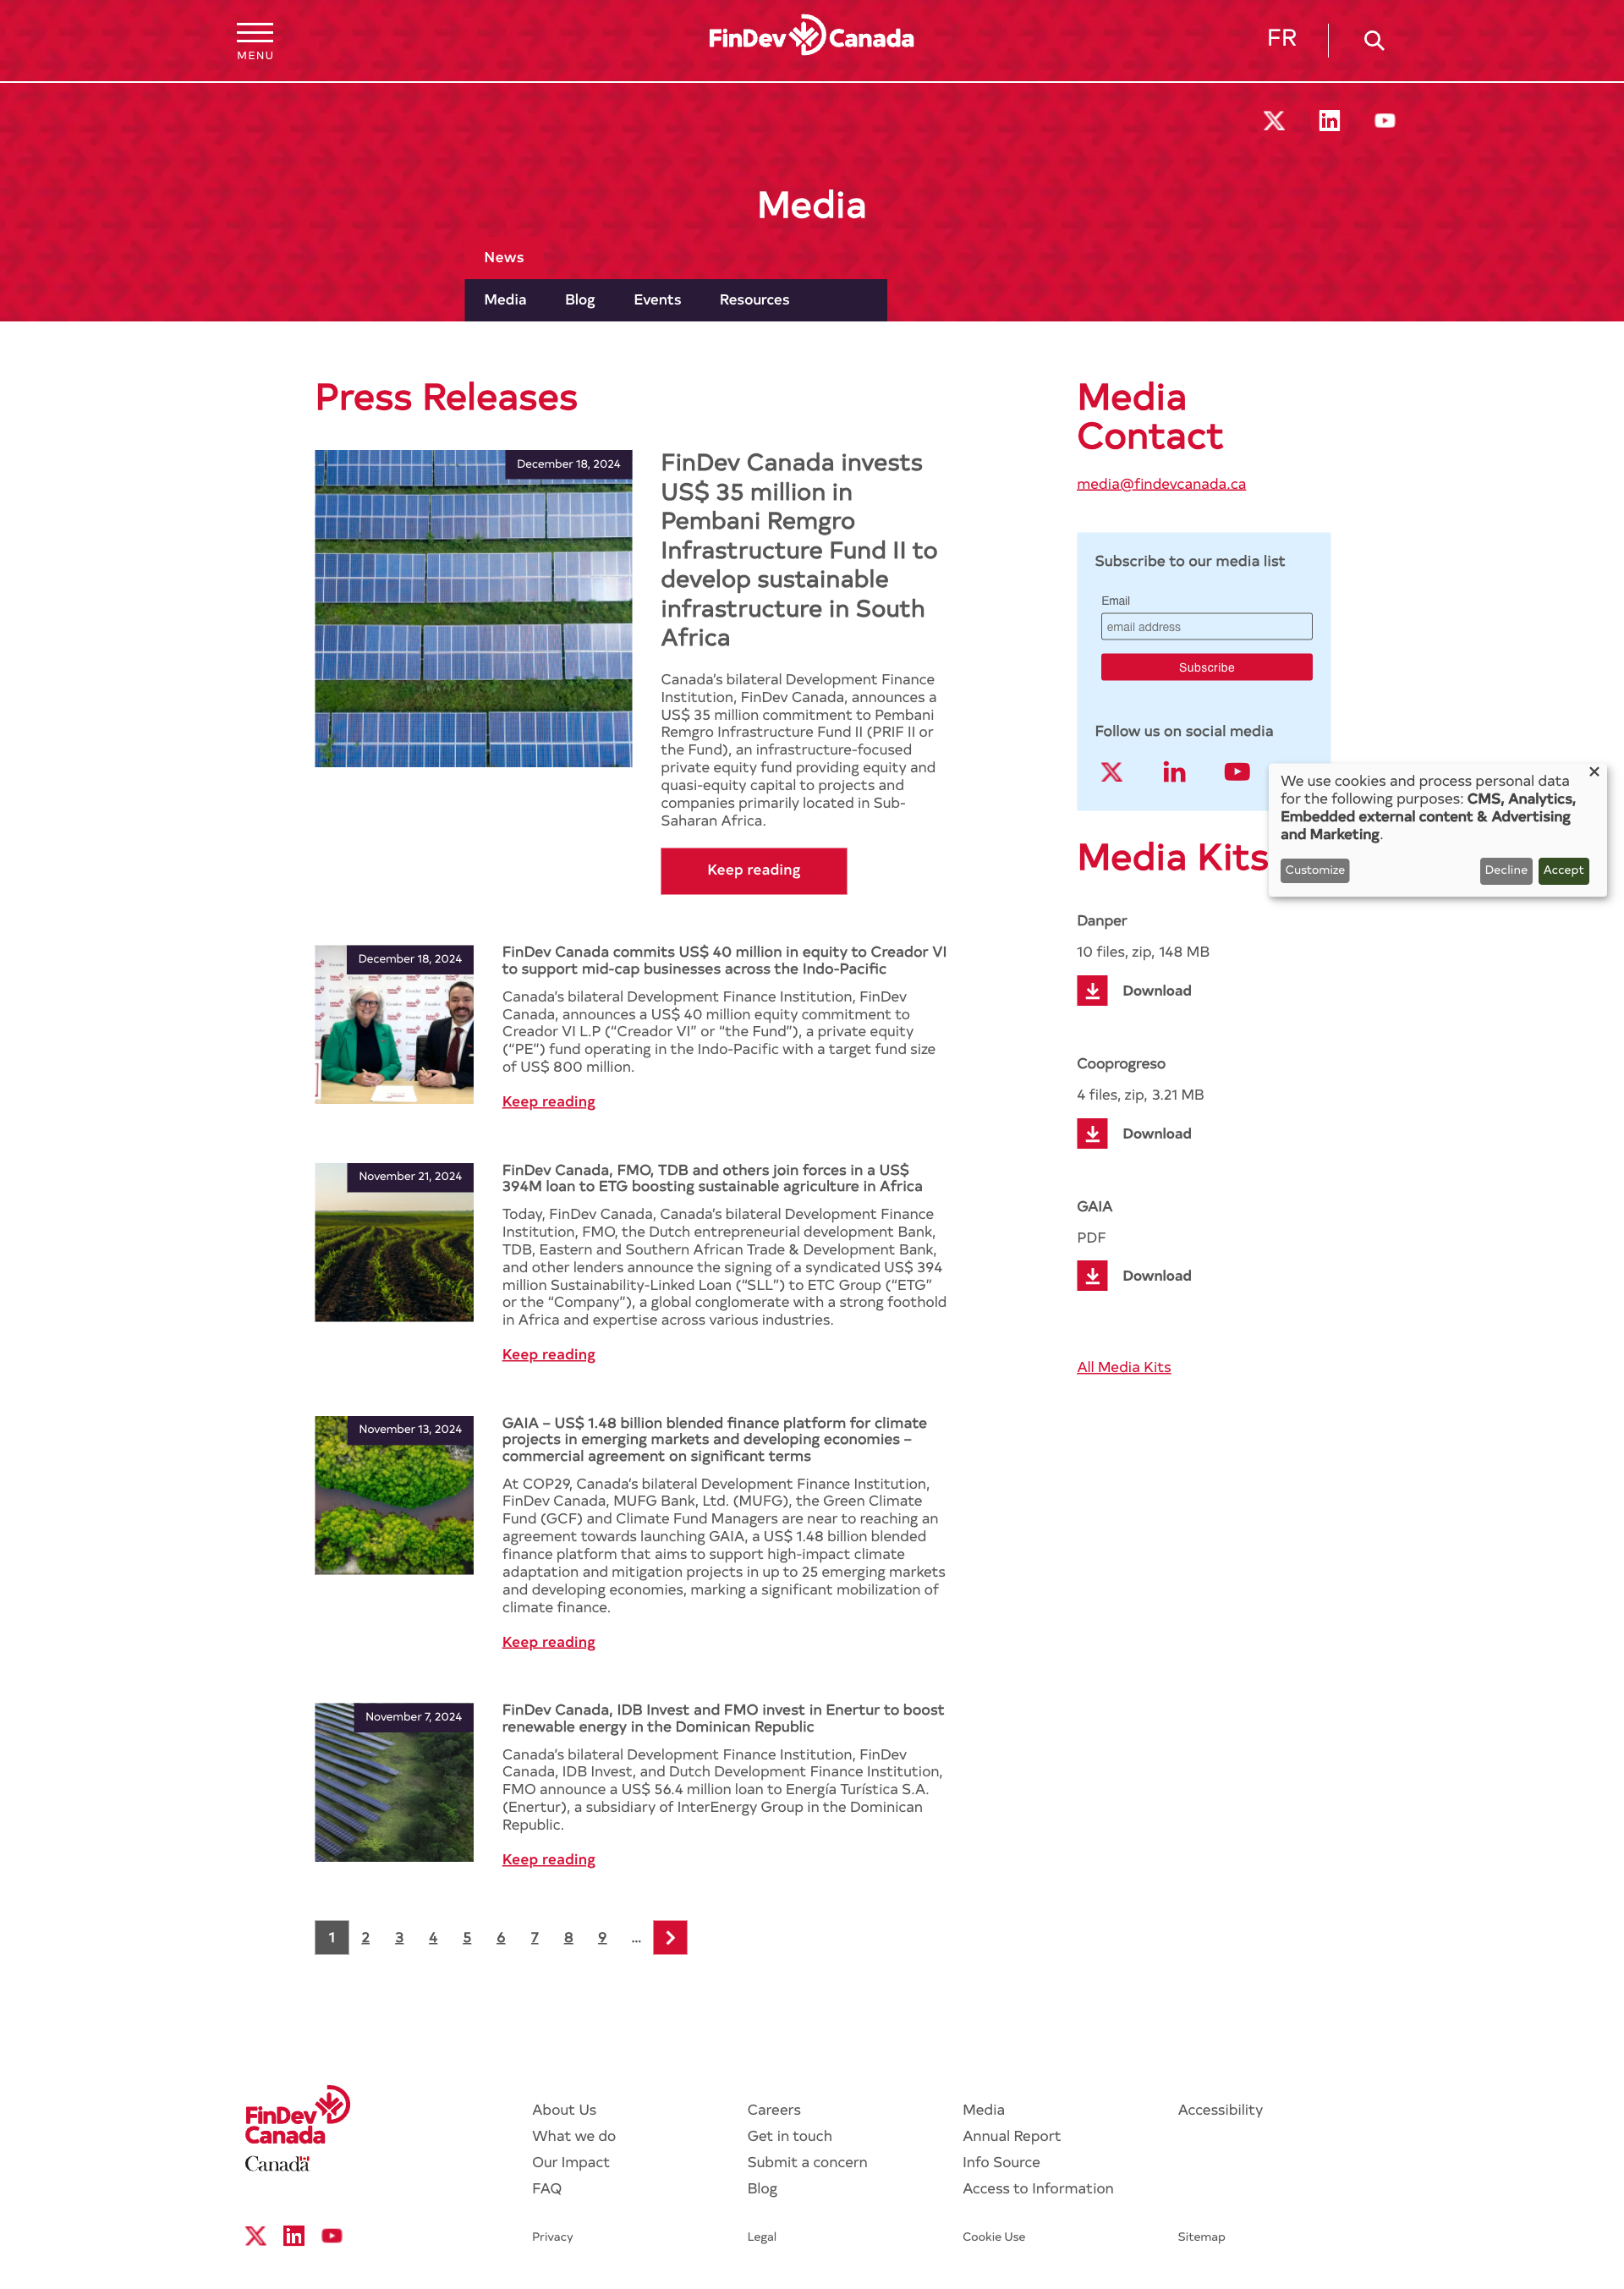 MENU
FinDev Canada
FR
Media
News
Media Blog Events Resources
Press Releases
December 18, 2024
FinDev Canada invests
US$ 35 million in
Pembani Remgro
Infrastructure Fund II to
develop sustainable
infrastructure in South
Africa
Canada’s bilateral Development Finance
Institution, FinDev Canada, announces a
US$ 35 million commitment to Pembani
Remgro Infrastructure Fund II (PRIF II or
the Fund), an infrastructure-focused
private equity fund providing equity and
quasi-equity capital to projects and
companies primarily located in Sub-
Saharan Africa.
Keep reading
December 18, 2024
FinDev Canada commits US$ 40 million in equity to Creador VI
to support mid-cap businesses across the Indo-Pacific
Canada’s bilateral Development Finance Institution, FinDev
Canada, announces a US$ 40 million equity commitment to
Creador VI L.P (“Creador VI” or “the Fund”), a private equity
(“PE”) fund operating in the Indo-Pacific with a target fund size
of US$ 800 million.
Keep reading
November 21, 2024
FinDev Canada, FMO, TDB and others join forces in a US$
394M loan to ETG boosting sustainable agriculture in Africa
Today, FinDev Canada, Canada’s bilateral Development Finance
Institution, FMO, the Dutch entrepreneurial development Bank,
TDB, Eastern and Southern African Trade & Development Bank,
and other lenders announce the signing of a syndicated US$ 394
million Sustainability-Linked Loan (“SLL”) to ETC Group (“ETG”
or the “Company”), a global conglomerate with a strong foothold
in Africa and expertise across various industries.
Keep reading
November 13, 2024
GAIA – US$ 1.48 billion blended finance platform for climate
projects in emerging markets and developing economies –
commercial agreement on significant terms
At COP29, Canada’s bilateral Development Finance Institution,
FinDev Canada, MUFG Bank, Ltd. (MUFG), the Green Climate
Fund (GCF) and Climate Fund Managers are near to reaching an
agreement towards launching GAIA, a US$ 1.48 billion blended
finance platform that aims to support high-impact climate
adaptation and mitigation projects in up to 25 emerging markets
and developing economies, marking a significant mobilization of
climate finance.
Keep reading
November 7, 2024
FinDev Canada, IDB Invest and FMO invest in Enertur to boost
renewable energy in the Dominican Republic
Canada’s bilateral Development Finance Institution, FinDev
Canada, IDB Invest, and Dutch Development Finance Institution,
FMO announce a US$ 56.4 million loan to Energía Turística S.A.
(Enertur), a subsidiary of InterEnergy Group in the Dominican
Republic.
Keep reading
1 2 3 4 5 6 7 8 9 …
Media
Contact
media@findevcanada.ca
Subscribe to our media list
Email
email address
Subscribe
Follow us on social media
We use cookies and process personal data
for the following purposes: CMS, Analytics,
Embedded external content & Advertising
and Marketing.
Customize Decline Accept
Media Kits
Danper
10 files, zip, 148 MB
Download
Cooprogreso
4 files, zip, 3.21 MB
Download
GAIA
PDF
Download
All Media Kits
FinDev
Canada
Canada
About Us
What we do
Our Impact
FAQ
Careers
Get in touch
Submit a concern
Blog
Media
Annual Report
Info Source
Access to Information
Accessibility
Privacy Legal Cookie Use Sitemap